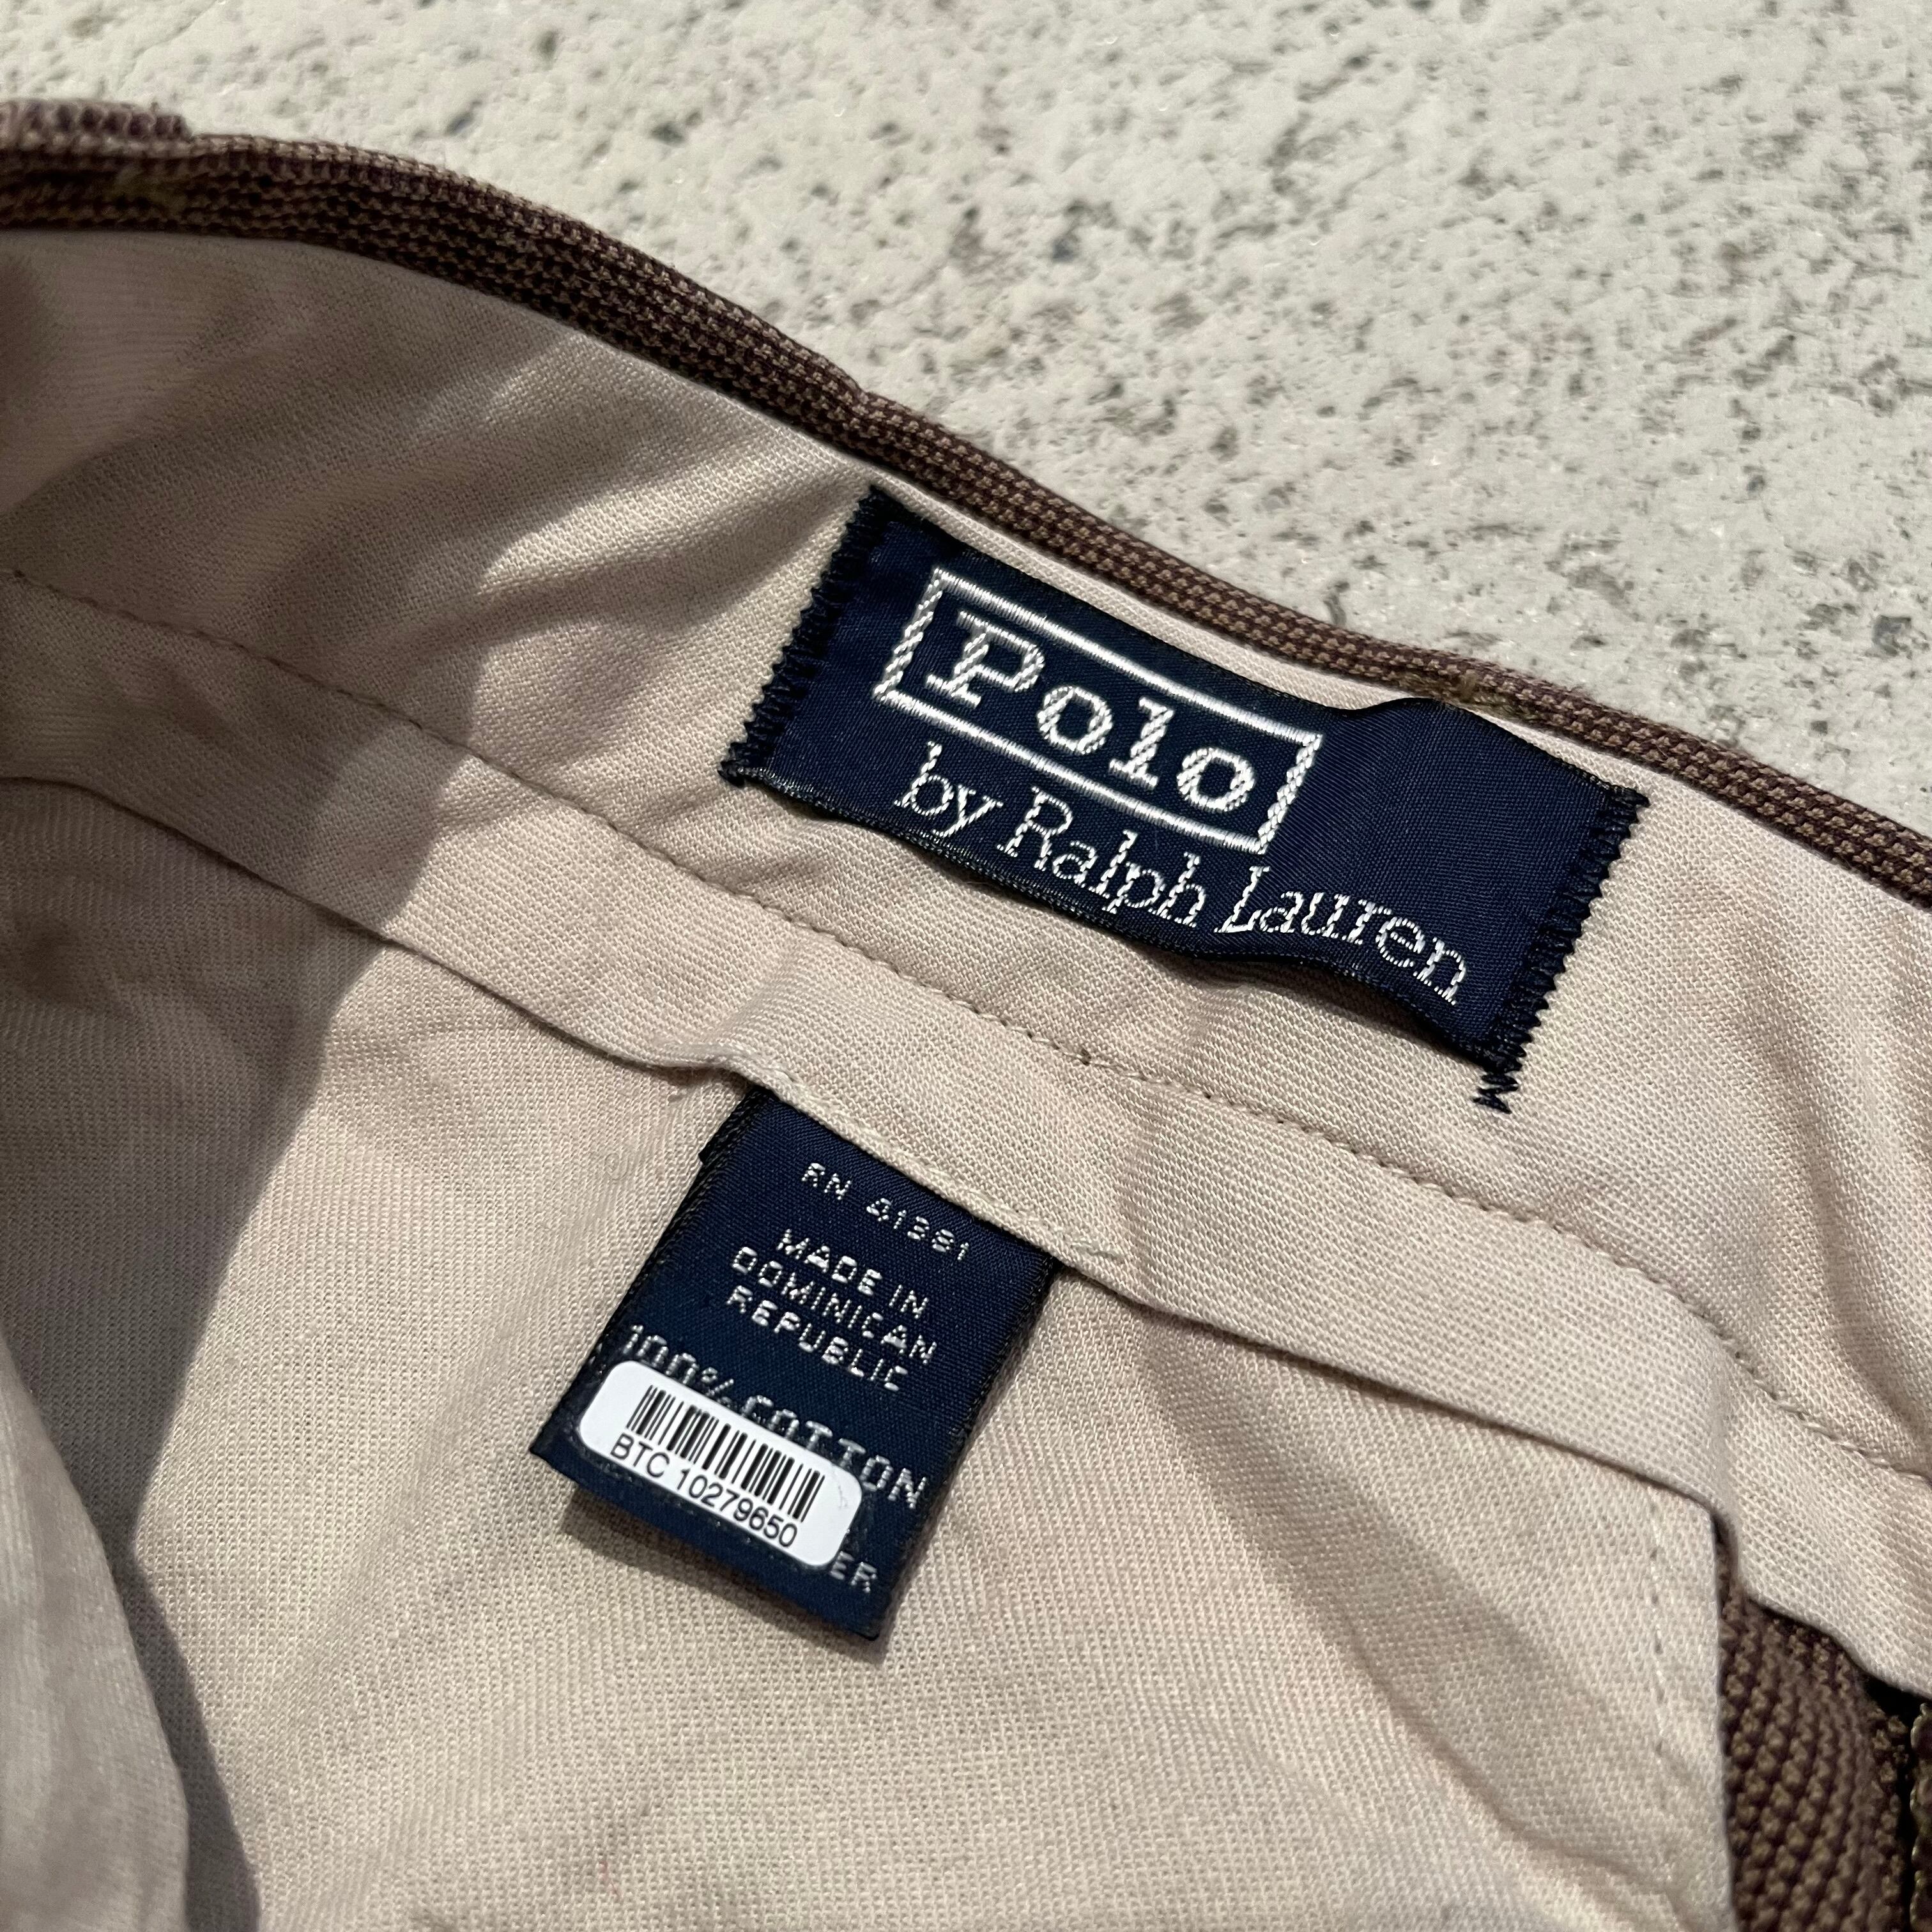 Polo
by Ralph Lauren
RN 41381
MADE IN
DOMINICAN
REPUBLIC
100% COTTON
BTC 10279650